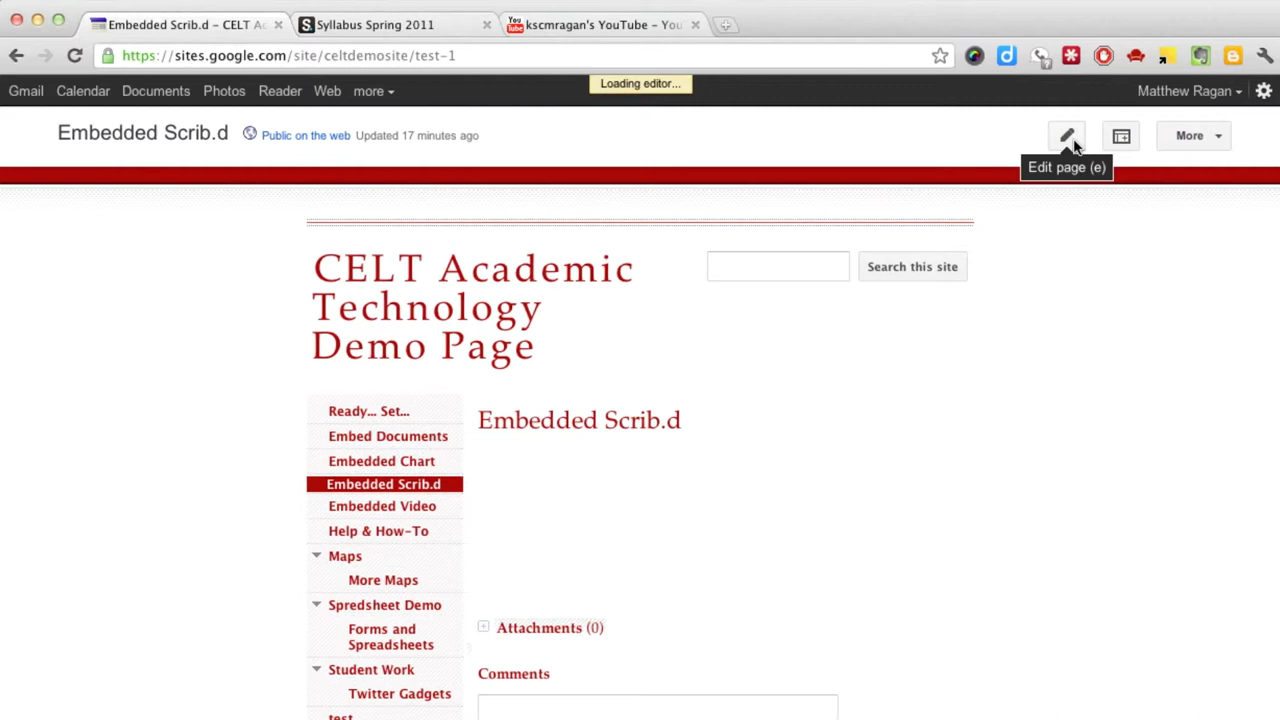 Embedded Scrib.d – CELT Ac
Syllabus Spring 2011
kscmragan's YouTube – You
https://sites.google.com/site/celtdemosite/test-1
Loading editor...
Gmail Calendar Documents Photos Reader Web more
Matthew Ragan
Embedded Scrib.d
Public on the web Updated 17 minutes ago
More
Edit page (e)
CELT Academic
Technology
Demo Page
Search this site
Ready... Set...
Embed Documents
Embedded Chart
Embedded Scrib.d
Embedded Video
Help & How-To
Maps
More Maps
Spredsheet Demo
Forms and
Spreadsheets
Student Work
Twitter Gadgets
test
Embedded Scrib.d
Attachments (0)
Comments